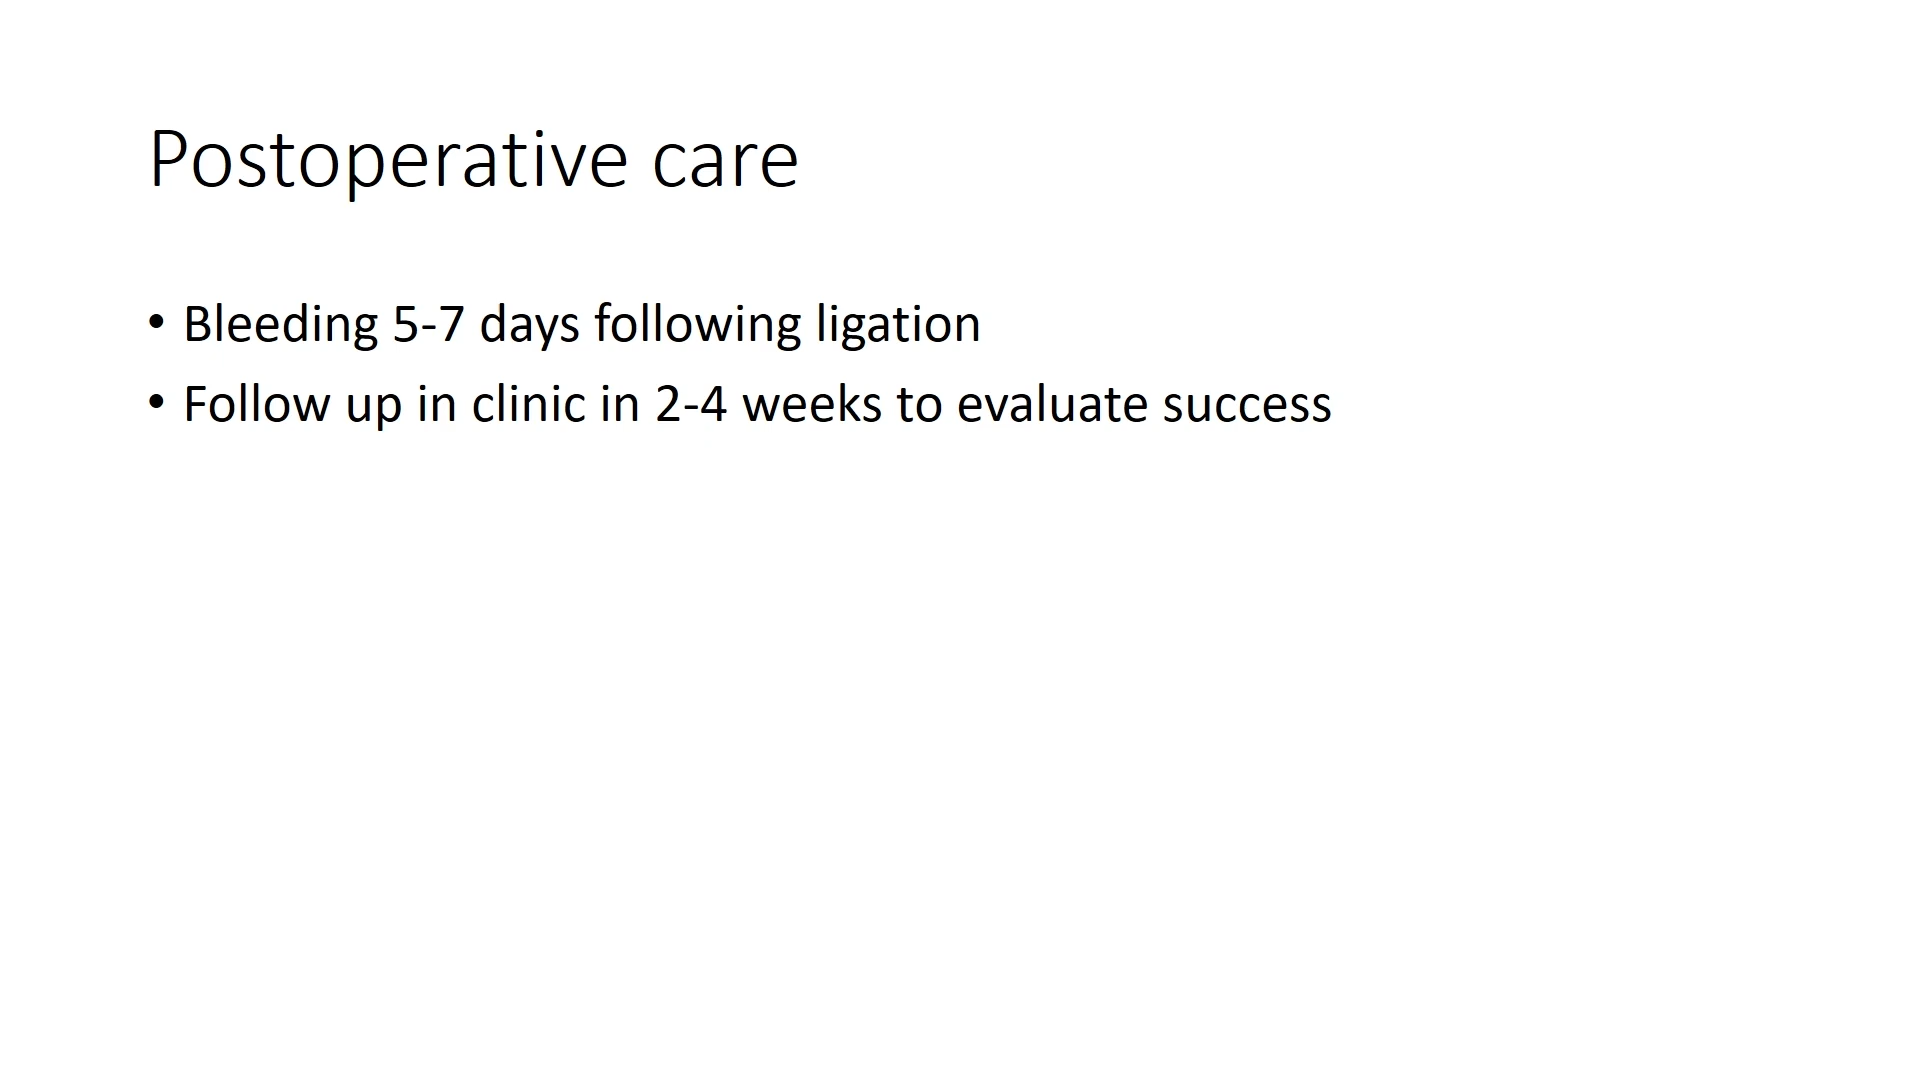 Postoperative care
• Bleeding 5-7 days following ligation
• Follow up in clinic in 2-4 weeks to evaluate success